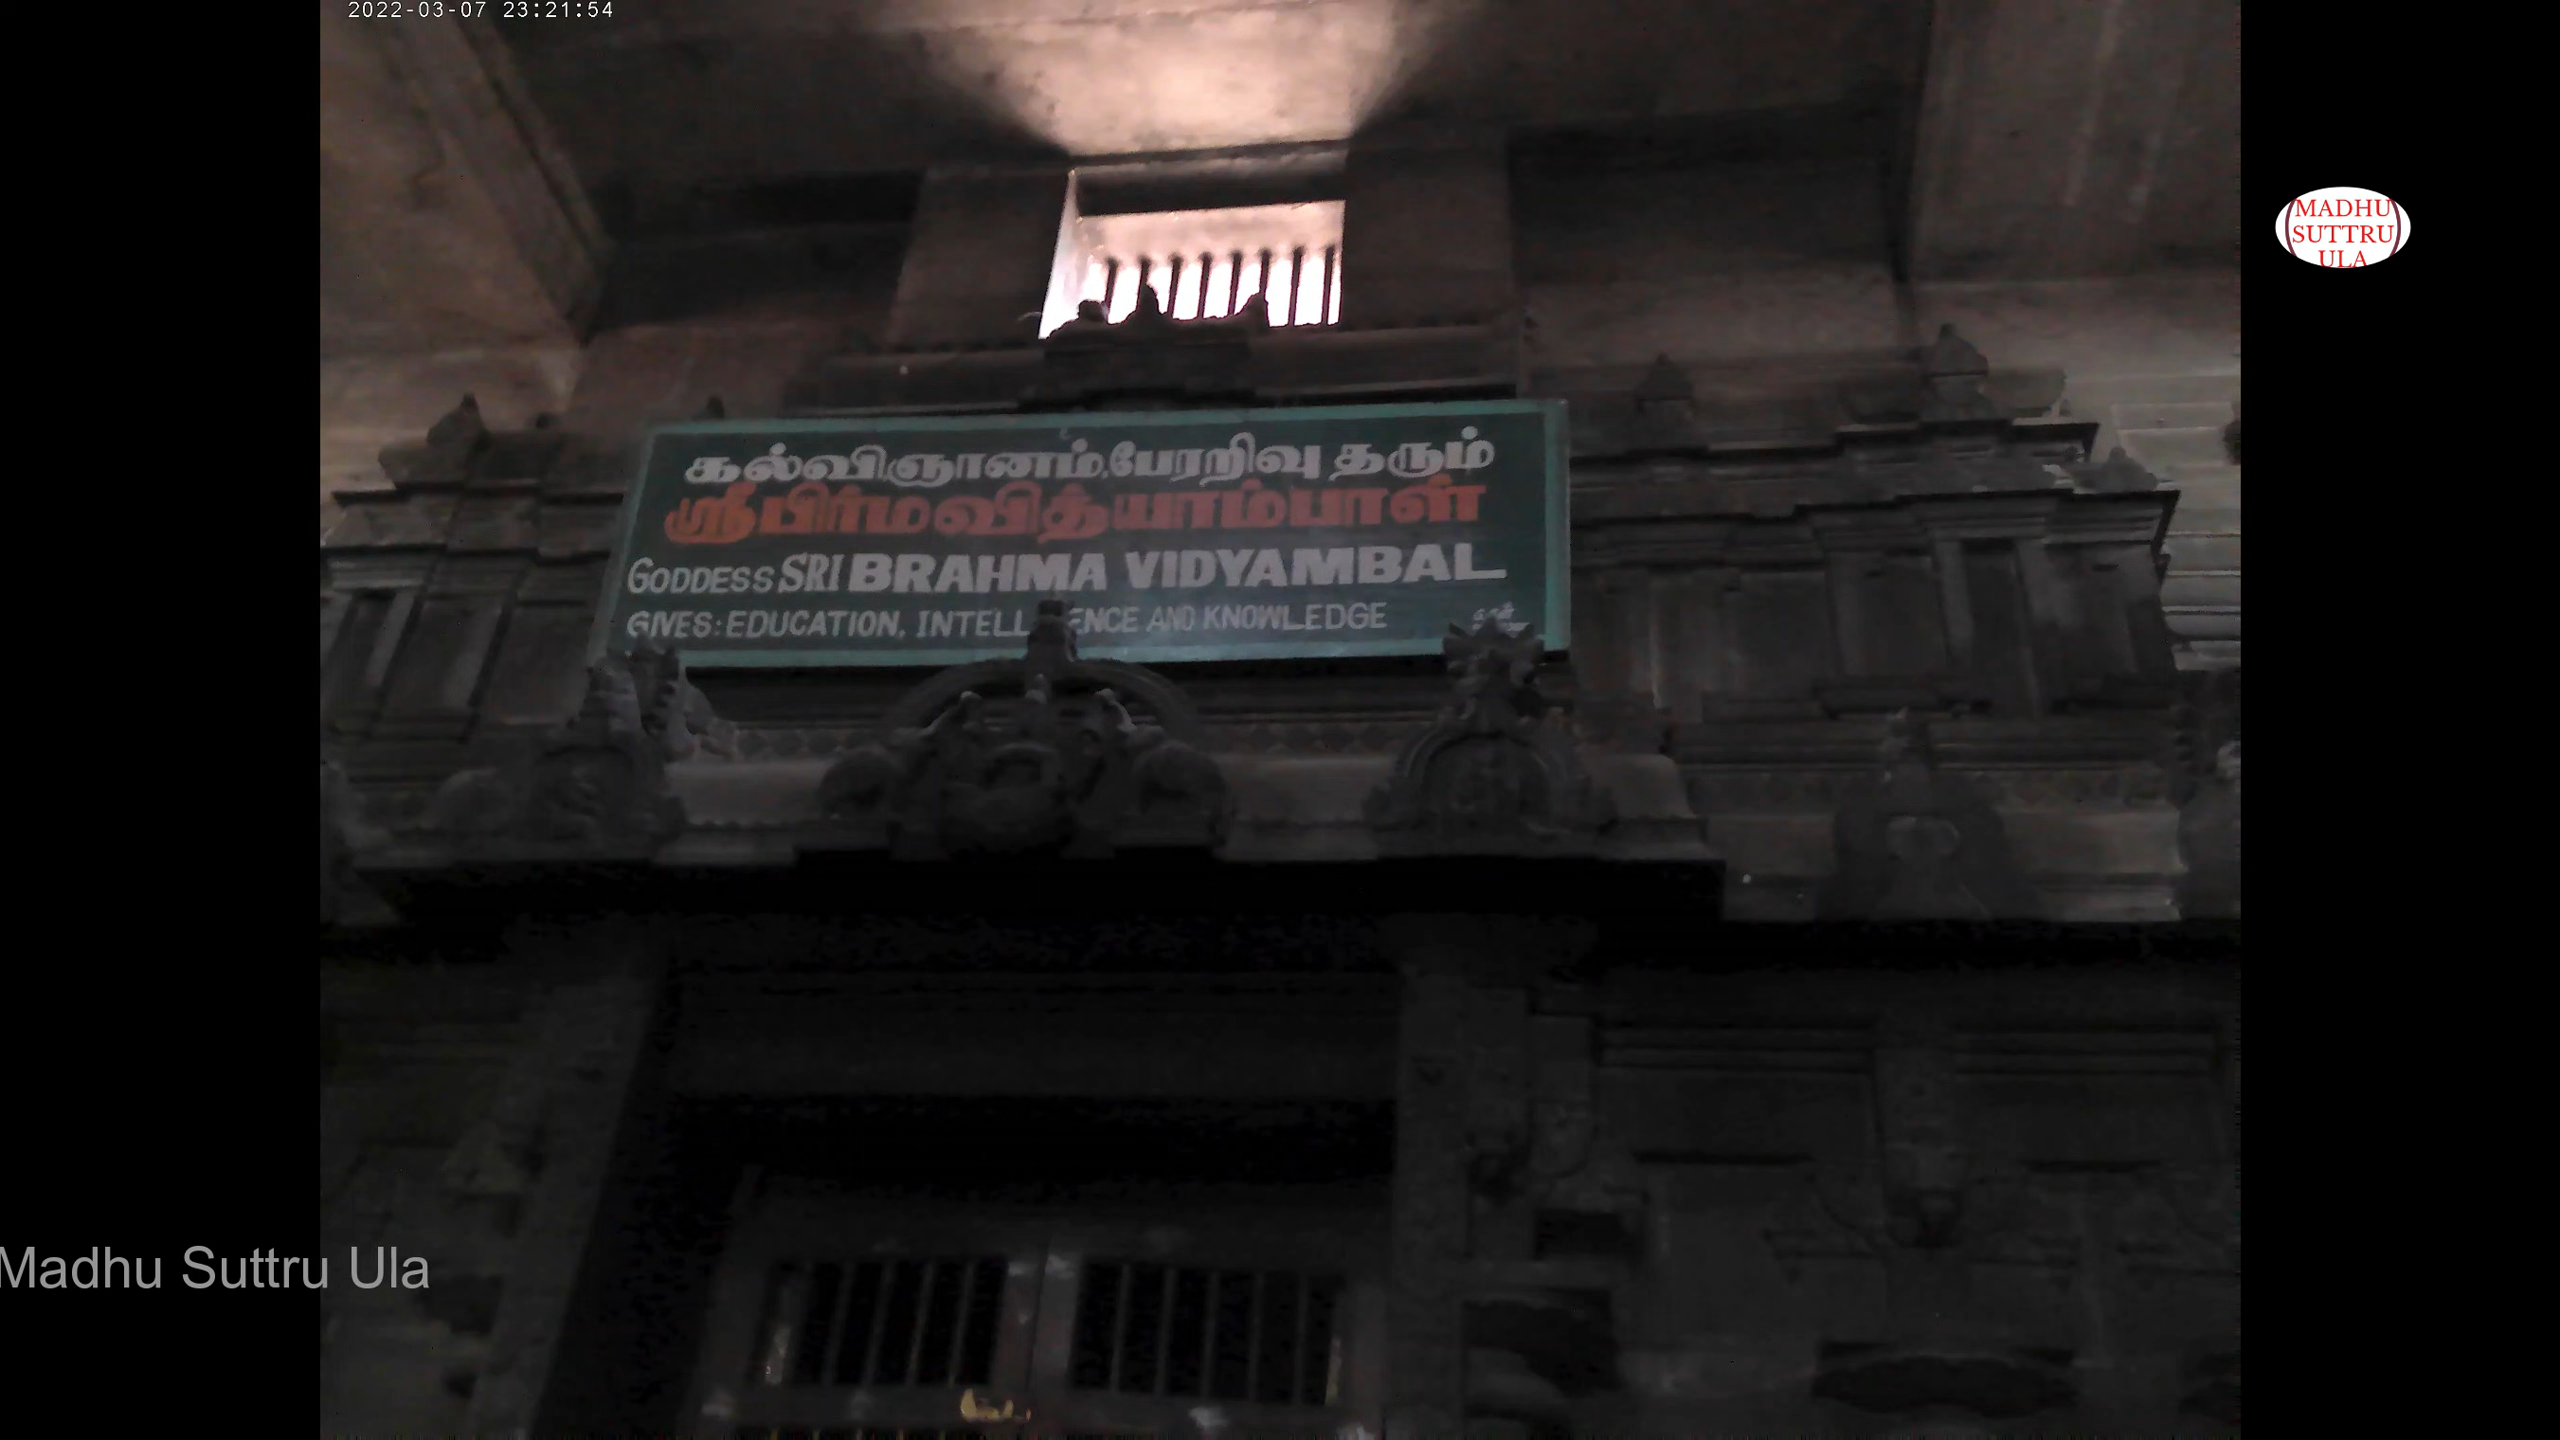 2022-03-07 23:21:54
MADHU
SUTTRU
ULA
கல்வி,ஞானம்,பேரறிவு தரும்
ஸ்ரீபிர்மவித்யாம்பாள்
GODDESS SRI BRAHMA VIDYAMBAL
GIVES: EDUCATION, INTELL ENCE AND KNOWLEDGE
Madhu Suttru Ula